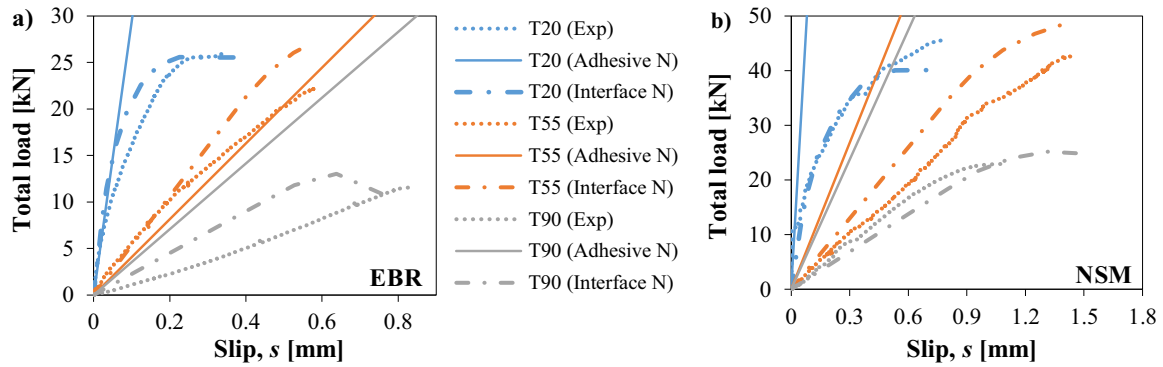 a)
Total load [kN]
30
25
20
15
10
5
0
0
0.2
0.4
0.6
0.8
Slip, s [mm]
EBR
T20 (Exp)
T20 (Adhesive N)
T20 (Interface N)
T55 (Exp)
T55 (Adhesive N)
T55 (Interface N)
T90 (Exp)
T90 (Adhesive N)
T90 (Interface N)
b)
Total load [kN]
50
40
30
20
10
0
0
0.3
0.6
0.9
1.2
1.5
1.8
Slip, s [mm]
NSM